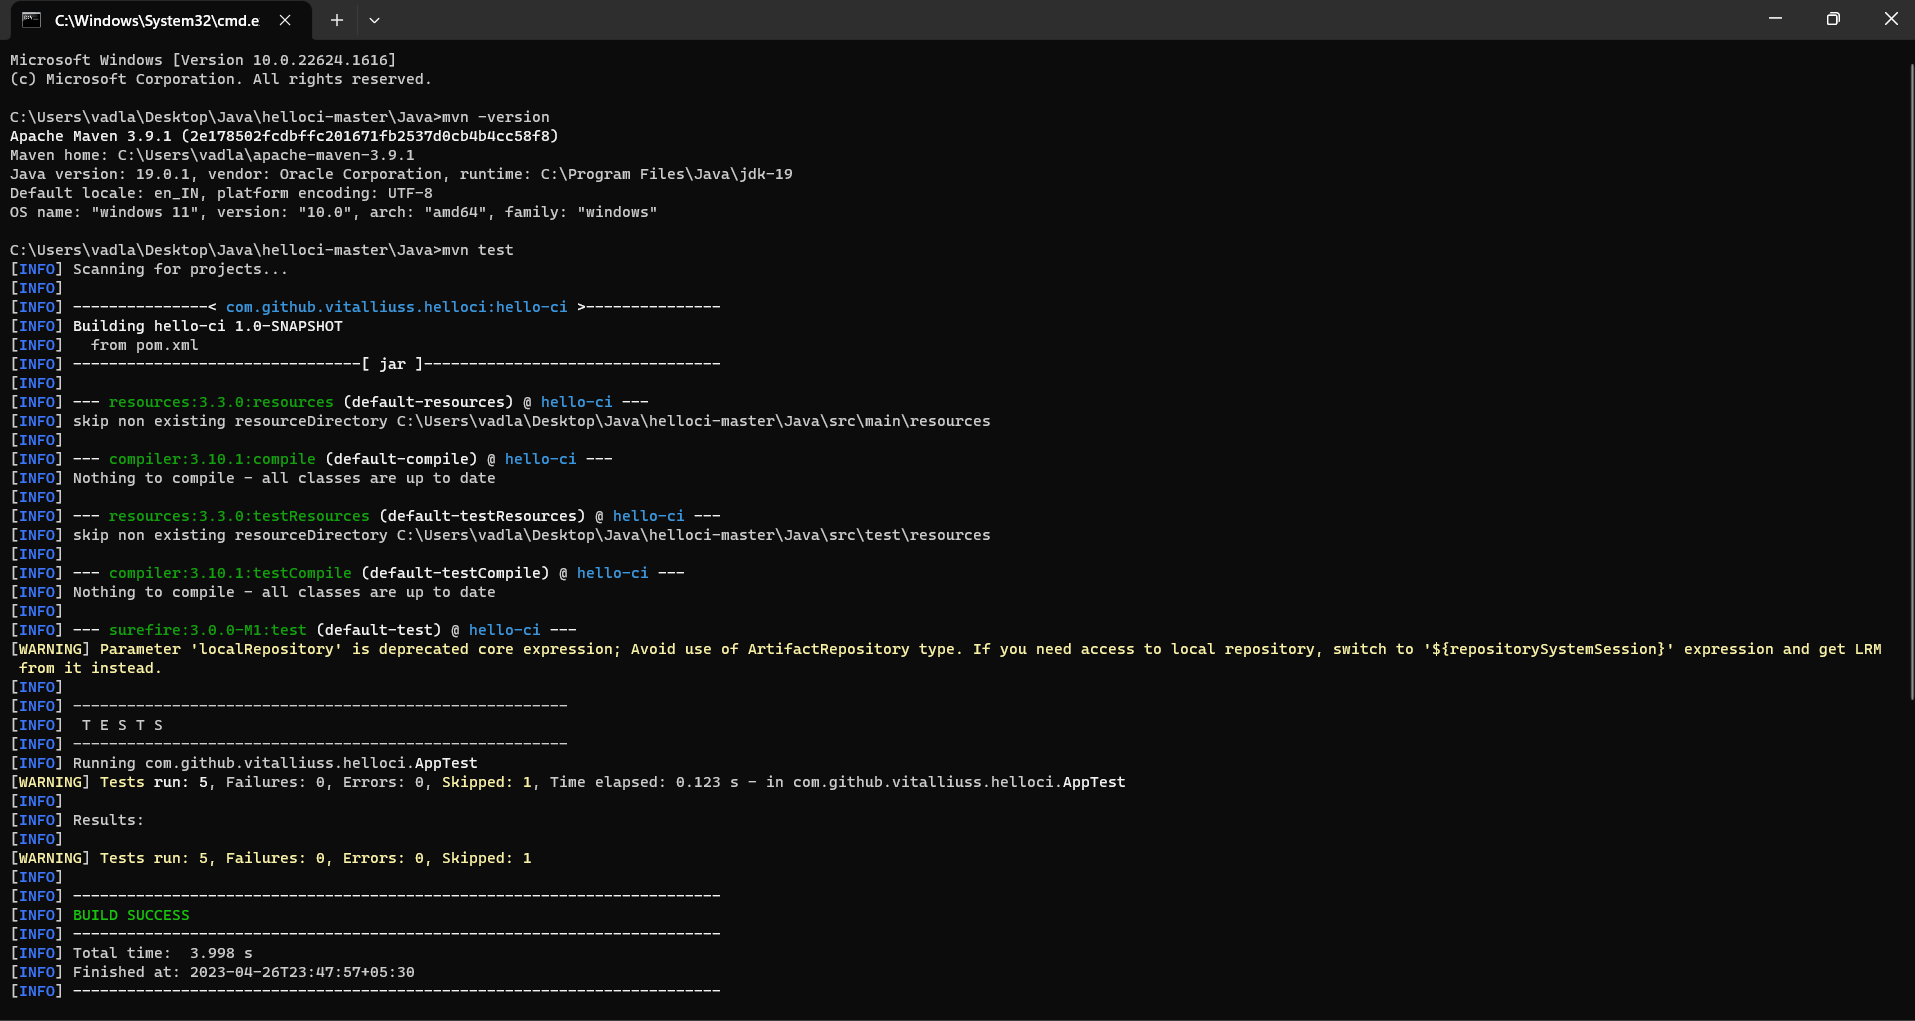 C:\Windows\System32\cmd.e
Microsoft Windows [Version 10.0.22624.1616]
(c) Microsoft Corporation. All rights reserved.
C:\Users\vadla\Desktop\Java\helloci-master\Java>mvn -version
Apache Maven 3.9.1 (2e178502fcdbffc201671fb2537d0cb4b4cc58f8)
Maven home: C:\Users\vadla\apache-maven-3.9.1
Java version: 19.0.1, vendor: Oracle Corporation, runtime: C:\Program Files\Java\jdk-19
Default locale: en_IN, platform encoding: UTF-8
OS name: "windows 11", version: "10.0", arch: "amd64", family: "windows"
C:\Users\vadla\Desktop\Java\helloci-master\Java>mvn test
[INFO] Scanning for projects...
[INFO]
[INFO] ---------------< com.github.vitalliuss.helloci:hello-ci >---------------
[INFO] Building hello-ci 1.0-SNAPSHOT
[INFO]   from pom.xml
[INFO] --------------------------------[ jar ]---------------------------------
[INFO]
[INFO] --- resources:3.3.0:resources (default-resources) @ hello-ci ---
[INFO] skip non existing resourceDirectory C:\Users\vadla\Desktop\Java\helloci-master\Java\src\main\resources
[INFO]
[INFO] --- compiler:3.10.1:compile (default-compile) @ hello-ci ---
[INFO] Nothing to compile - all classes are up to date
[INFO]
[INFO] --- resources:3.3.0:testResources (default-testResources) @ hello-ci ---
[INFO] skip non existing resourceDirectory C:\Users\vadla\Desktop\Java\helloci-master\Java\src\test\resources
[INFO]
[INFO] --- compiler:3.10.1:testCompile (default-testCompile) @ hello-ci ---
[INFO] Nothing to compile - all classes are up to date
[INFO]
[INFO] --- surefire:3.0.0-M1:test (default-test) @ hello-ci ---
[WARNING] Parameter 'localRepository' is deprecated core expression; Avoid use of ArtifactRepository type. If you need access to local repository, switch to '${repositorySystemSession}' expression and get LRM
 from it instead.
[INFO]
[INFO] -------------------------------------------------------
[INFO]  T E S T S
[INFO] -------------------------------------------------------
[INFO] Running com.github.vitalliuss.helloci.AppTest
[WARNING] Tests run: 5, Failures: 0, Errors: 0, Skipped: 1, Time elapsed: 0.123 s - in com.github.vitalliuss.helloci.AppTest
[INFO]
[INFO] Results:
[INFO]
[WARNING] Tests run: 5, Failures: 0, Errors: 0, Skipped: 1
[INFO]
[INFO] ------------------------------------------------------------------------
[INFO] BUILD SUCCESS
[INFO] ------------------------------------------------------------------------
[INFO] Total time:  3.998 s
[INFO] Finished at: 2023-04-26T23:47:57+05:30
[INFO] ------------------------------------------------------------------------